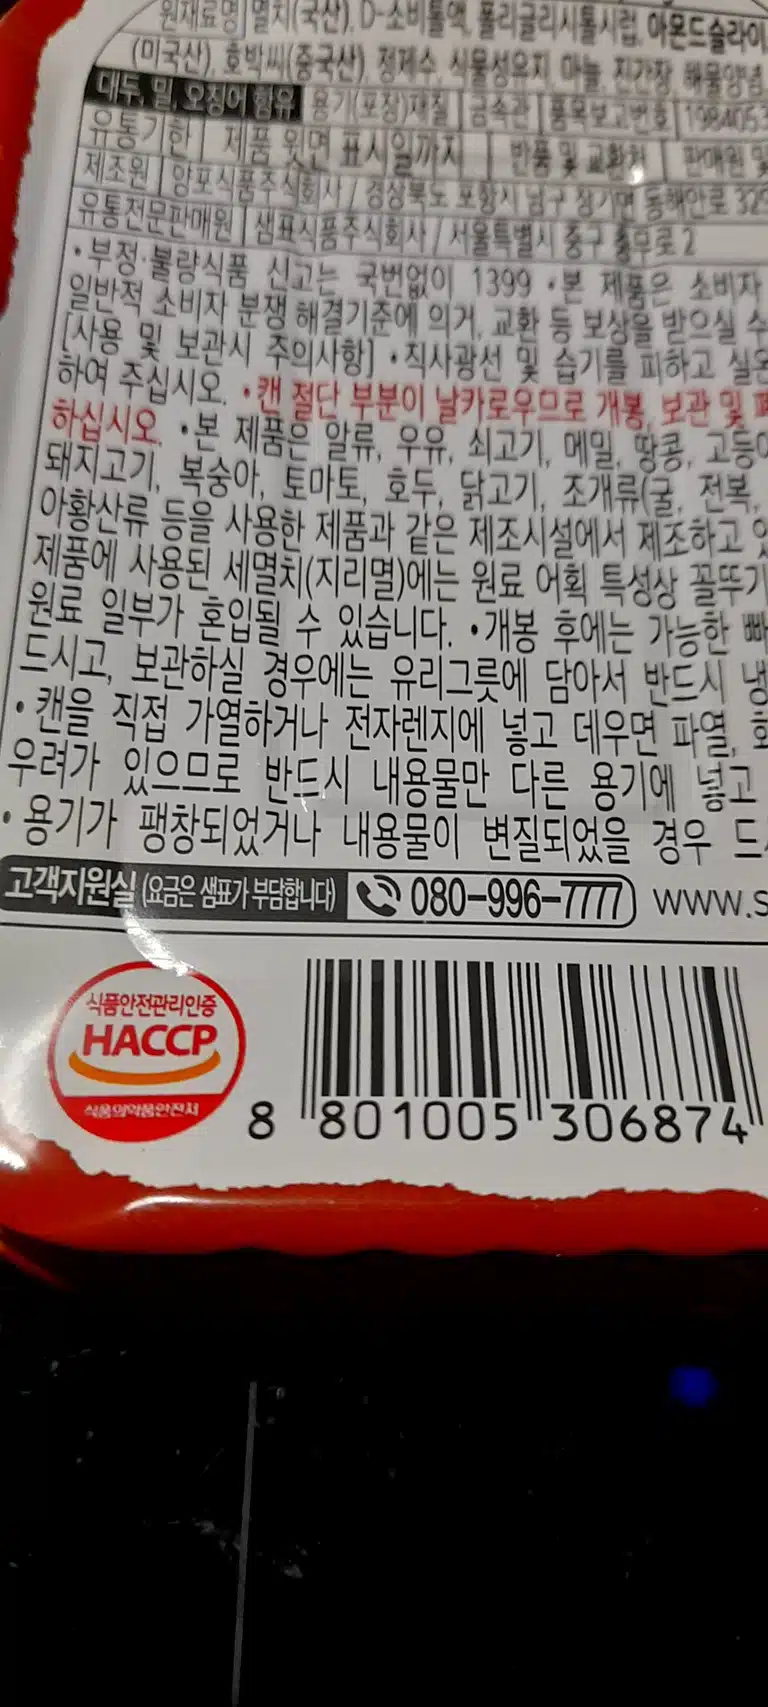 원재료명 멸치(국산), D-소비톨액, 폴리글리시톨시럽, 아몬드슬라이
(미국산), 호박씨(중국산), 정제수, 식물성유지, 마늘, 진간장, 해물양념
대두, 밀, 오징어 함유 용기(포장)재질 금속관 품목보고번호 1984053
유통기한 제품 윗면 표시일까지 반품 및 교환처 판매원 및
제조원 양포식품주식회사 / 경상북도 포항시 남구 장기면 동해안로 329
유통전문판매원 샘표식품주식회사 / 서울특별시 중구 충무로 2
•부정·불량식품 신고는 국번없이 1399 •본 제품은 소비자
일반적 소비자 분쟁 해결기준에 의거, 교환 등 보상을 받으실 수
[사용 및 보관시 주의사항] •직사광선 및 습기를 피하고 실온
하여 주십시오. •캔 절단 부분이 날카로우므로 개봉, 보관 및
하십시오. •본 제품은 알류, 우유, 쇠고기, 메밀, 땅콩, 고등어
돼지고기, 복숭아, 토마토, 호두, 닭고기, 조개류(굴, 전복,
아황산류 등을 사용한 제품과 같은 제조시설에서 제조하고 있
제품에 사용된 세멸치(지리멸)에는 원료 어획 특성상 꼴뚜기
원료 일부가 혼입될 수 있습니다. •개봉 후에는 가능한 빠
드시고, 보관하실 경우에는 유리그릇에 담아서 반드시 냉
•캔을 직접 가열하거나 전자렌지에 넣고 데우면 파열, 화
우려가 있으므로 반드시 내용물만 다른 용기에 넣고
•용기가 팽창되었거나 내용물이 변질되었을 경우 드
고객지원실 (요금은 샘표가 부담합니다) 080-996-7777 www.s
식품안전관리인증
HACCP
식품의약품안전처
8 801005 306874